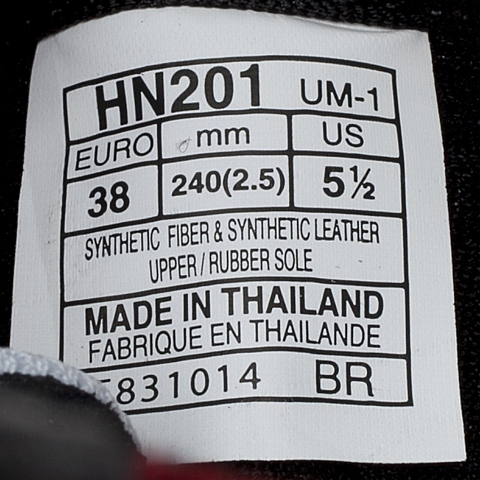 HN201 UM-1
EURO mm US
38 240(2.5) 5½
SYNTHETIC FIBER & SYNTHETIC LEATHER
UPPER / RUBBER SOLE
MADE IN THAILAND
FABRIQUE EN THAILANDE
831014 BR